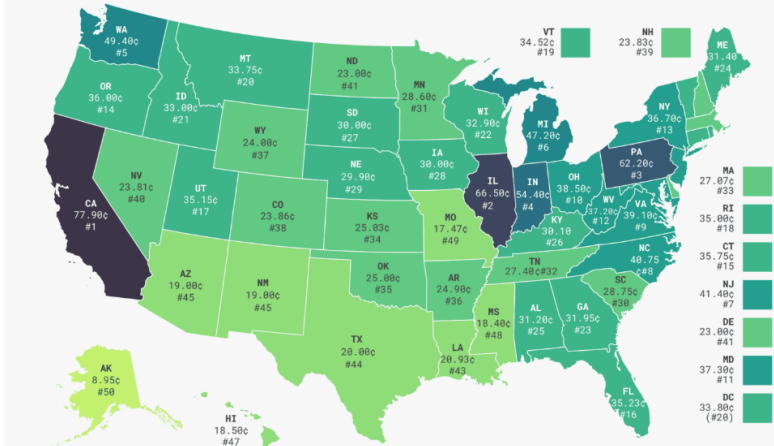 WA
49.40¢
#5
OR
36.00¢
#14
CA
77.90¢
#1
NV
23.81¢
#40
ID
33.00¢
#21
MT
33.75¢
#20
WY
24.00¢
#37
UT
35.15¢
#17
CO
23.86¢
#38
AZ
19.00¢
#45
NM
19.00¢
#45
ND
23.00¢
#41
SD
30.00¢
#27
NE
29.90¢
#29
KS
25.03¢
#34
OK
25.00¢
#35
TX
20.00¢
#44
MN
28.60¢
#31
IA
30.00¢
#28
MO
17.47¢
#49
AR
24.90¢
#36
LA
20.93¢
#43
WI
32.90¢
#22
IL
66.50¢
#2
MI
47.20¢
#6
IN
54.40¢
#4
OH
38.50¢
#10
KY
30.10
#26
TN
27.40¢#32
MS
18.40¢
#48
AL
31.20¢
#25
GA
31.95¢
#23
FL
35.23¢
#16
SC
28.75¢
#30
NC
40.75
¢#8
VA
39.10¢
#9
WV
37.20¢
#12
PA
62.20¢
#3
NY
36.70¢
#13
ME
31.40
#24
VT
34.52¢
#19
NH
23.83¢
#39
MA
27.07¢
#33
RI
35.00¢
#18
CT
35.75¢
#15
NJ
41.40¢
#7
DE
23.00¢
#41
MD
37.30¢
#11
DC
33.80¢
(#20)
AK
8.95¢
#50
HI
18.50¢
#47